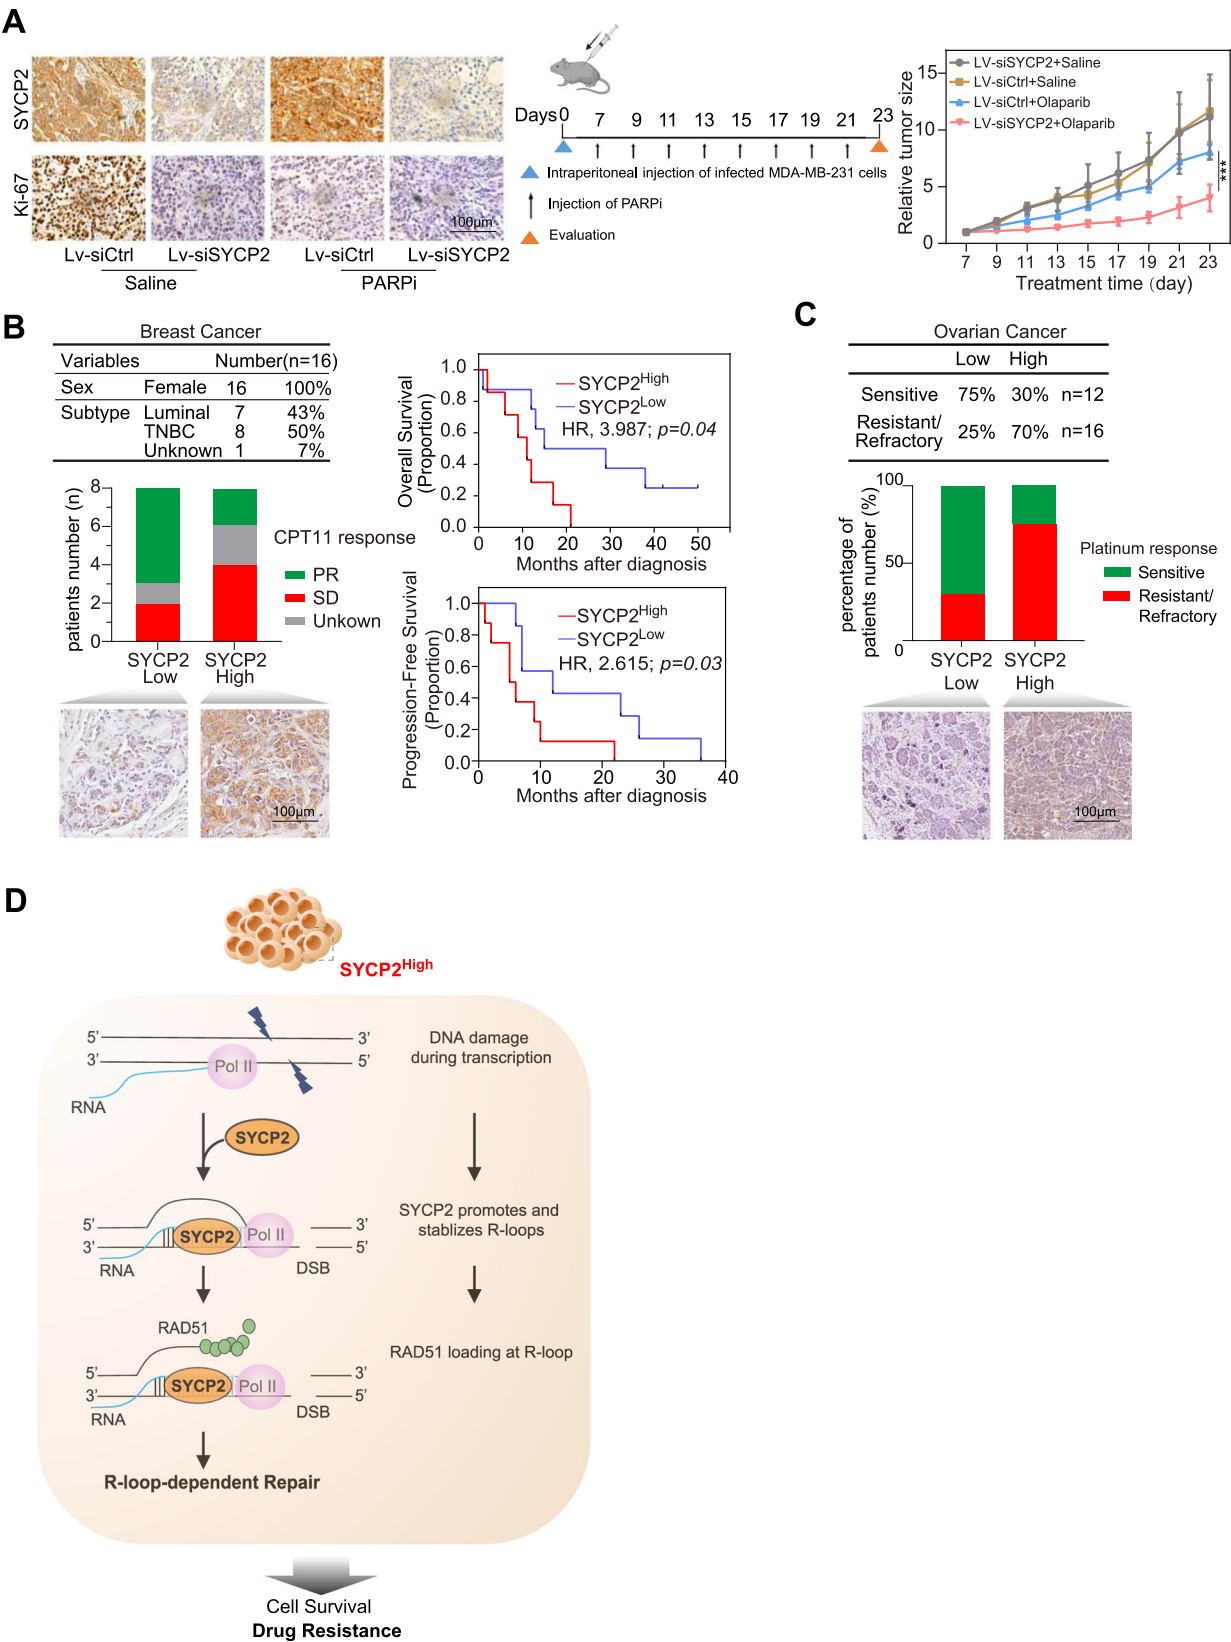 A
SYCP2
Ki-67
100μm
Lv-siCtrl Lv-siSYCP2 Lv-siCtrl Lv-siSYCP2
Saline PARPi
Days 0 7 9 11 13 15 17 19 21 23
Intraperitoneal injection of infected MDA-MB-231 cells
Injection of PARPi
Evaluation
Relative tumor size
15
10
5
0
LV-siSYCP2+Saline
LV-siCtrl+Saline
LV-siCtrl+Olaparib
LV-siSYCP2+Olaparib
***
7 9 11 13 15 17 19 21 23
Treatment time (day)
B
Breast Cancer
Variables Number(n=16)
Sex Female 16 100%
Subtype Luminal 7 43%
TNBC 8 50%
Unknown 1 7%
patients number (n)
8
6
4
2
0
CPT11 response
PR
SD
Unkown
SYCP2 Low
SYCP2 High
100μm
Overall Survival
(Proportion)
1.0
0.8
0.6
0.4
0.2
0.0
SYCP2High
SYCP2Low
HR, 3.987; p=0.04
0 10 20 30 40 50
Months after diagnosis
Progression-Free Sruvival
(Proportion)
1.0
0.8
0.6
0.4
0.2
0.0
SYCP2High
SYCP2Low
HR, 2.615; p=0.03
0 10 20 30 40
Months after diagnosis
C
Ovarian Cancer
Low High
Sensitive 75% 30% n=12
Resistant/
Refractory 25% 70% n=16
percentage of
patients number (%)
100
50
0
Platinum response
Sensitive
Resistant/
Refractory
SYCP2 Low
SYCP2 High
100μm
D
SYCP2High
5’ 3’
3’ 5’
Pol II
RNA
DNA damage
during transcription
SYCP2
5’ 3’
3’ 5’
SYCP2 Pol II
RNA DSB
SYCP2 promotes and
stablizes R-loops
RAD51
5’ 3’
3’ 5’
SYCP2 Pol II
RNA DSB
RAD51 loading at R-loop
R-loop-dependent Repair
Cell Survival
Drug Resistance